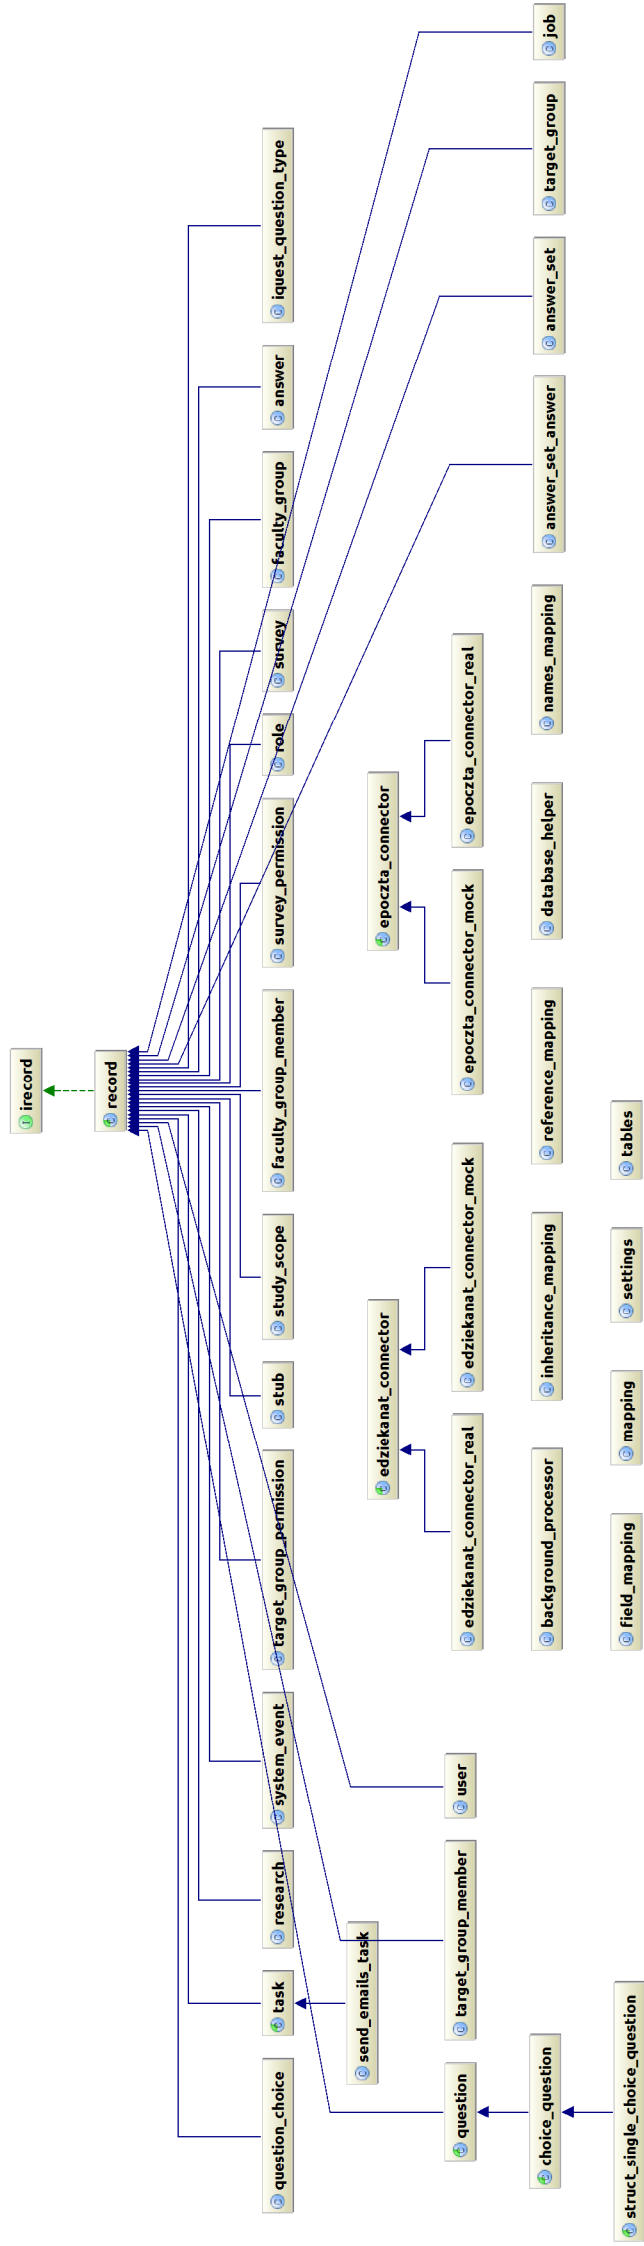 irecord
record
question_choice
task
research
system_event
target_group_permission
stub
study_scope
faculty_group_member
survey_permission
role
survey
faculty_group
answer
iquest_question_type
send_emails_task
edziekanat_connector
epoczta_connector
question
target_group_member
user
edziekanat_connector_real
edziekanat_connector_mock
epoczta_connector_mock
epoczta_connector_real
choice_question
background_processor
inheritance_mapping
reference_mapping
database_helper
names_mapping
answer_set_answer
answer_set
target_group
job
struct_single_choice_question
field_mapping
mapping
settings
tables